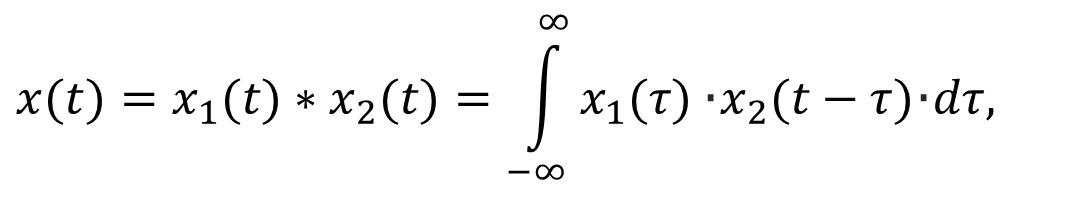 x(t) = x₁(t) ∗ x₂(t) = ∫_{−∞}^{∞} x₁(τ) ·x₂(t − τ)·dτ,